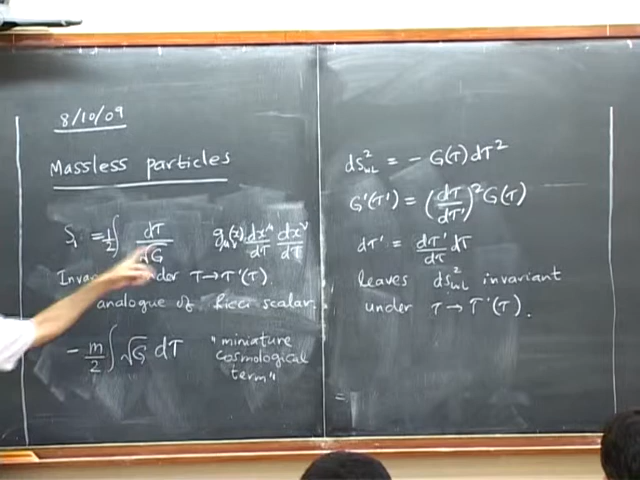 8/10/09
Massless particles
S₁ = ½∫ dτ/√G g_μν(x) dx^μ/dτ dx^ν/dτ
under τ→τ'(τ)
analogue of Ricci scalar.
- m/2 ∫ √G dτ
"miniature
cosmological
term"
ds²_WL = - G(τ)dτ²
G'(τ') = (dτ/dτ')² G(τ)
dτ' = dτ'/dτ dτ
leaves ds²_WL invariant
under τ→τ'(τ).
=